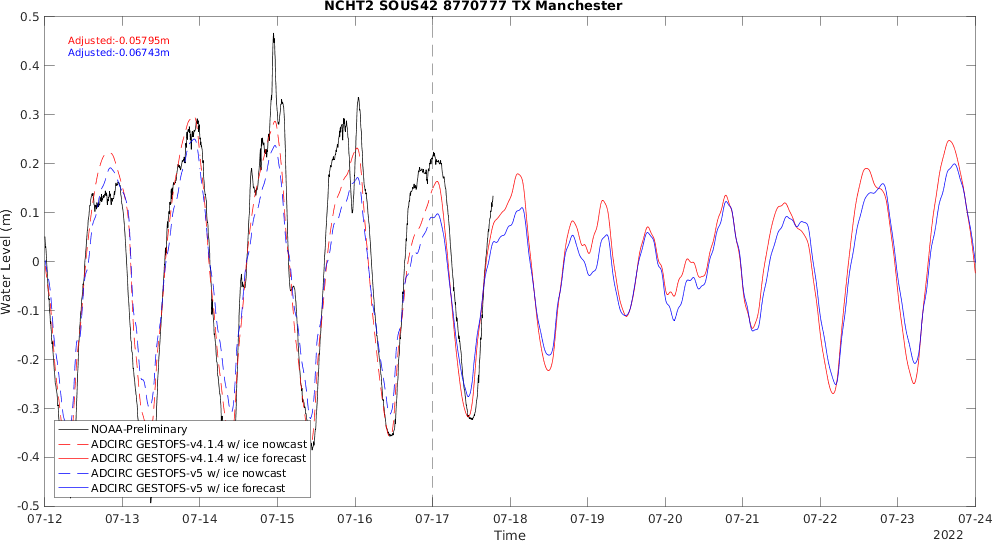 NCHT2 SOUS42 8770777 TX Manchester
Adjusted:-0.05795m
Adjusted:-0.06743m
0.5
0.4
0.3
0.2
0.1
0
-0.1
-0.2
-0.3
-0.4
-0.5
Water Level (m)
NOAA-Preliminary
ADCIRC GESTOFS-v4.1.4 w/ ice nowcast
ADCIRC GESTOFS-v4.1.4 w/ ice forecast
ADCIRC GESTOFS-v5 w/ ice nowcast
ADCIRC GESTOFS-v5 w/ ice forecast
07-12 07-13 07-14 07-15 07-16 07-17 07-18 07-19 07-20 07-21 07-22 07-23 07-24
Time
2022